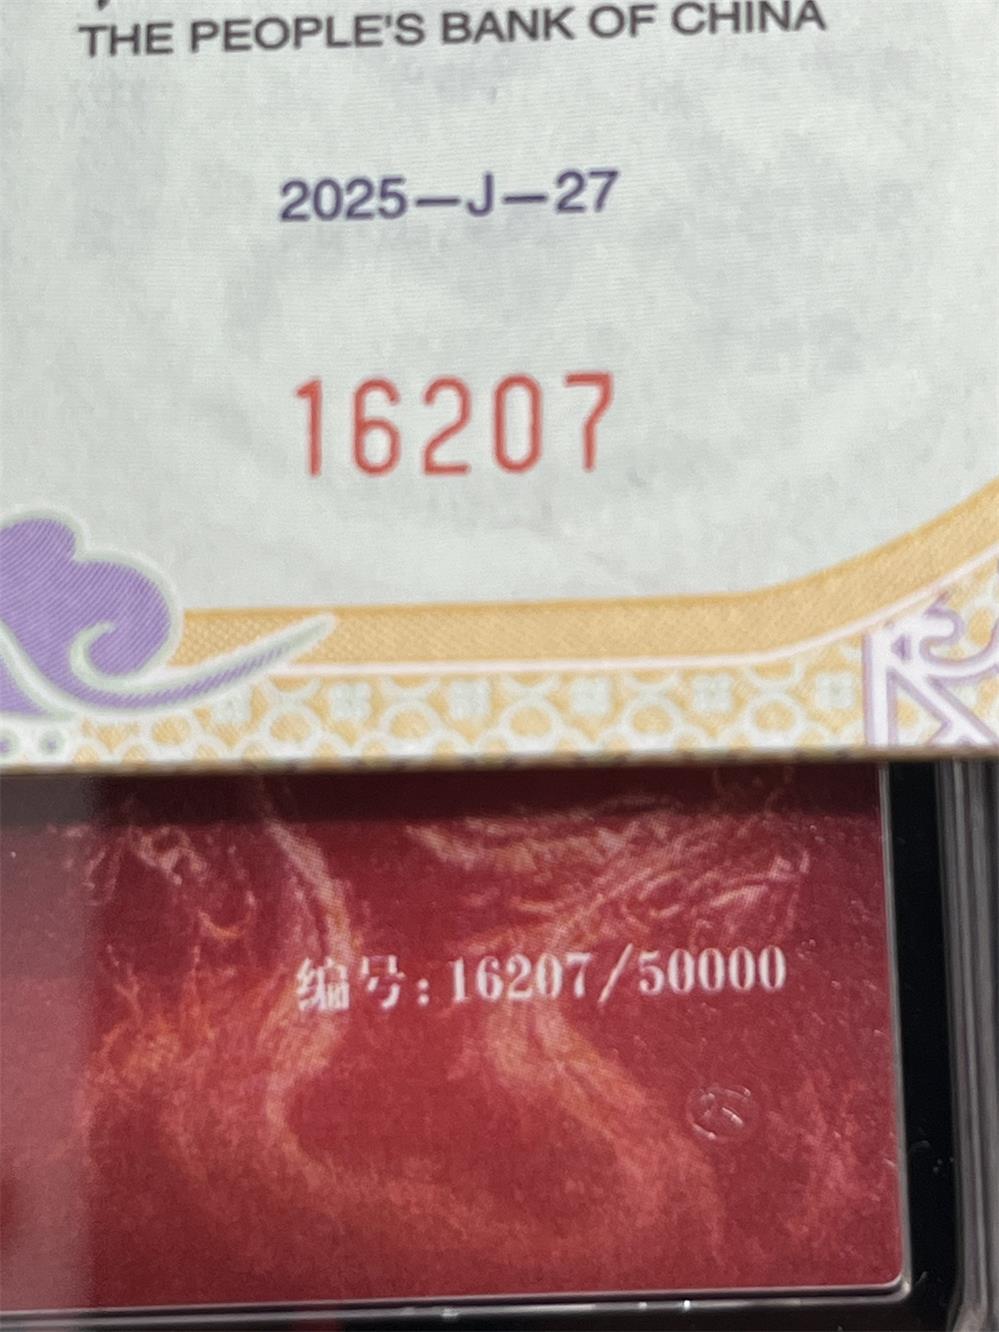 THE PEOPLE'S BANK OF CHINA
2025—J—27
16207
编号:16207/50000